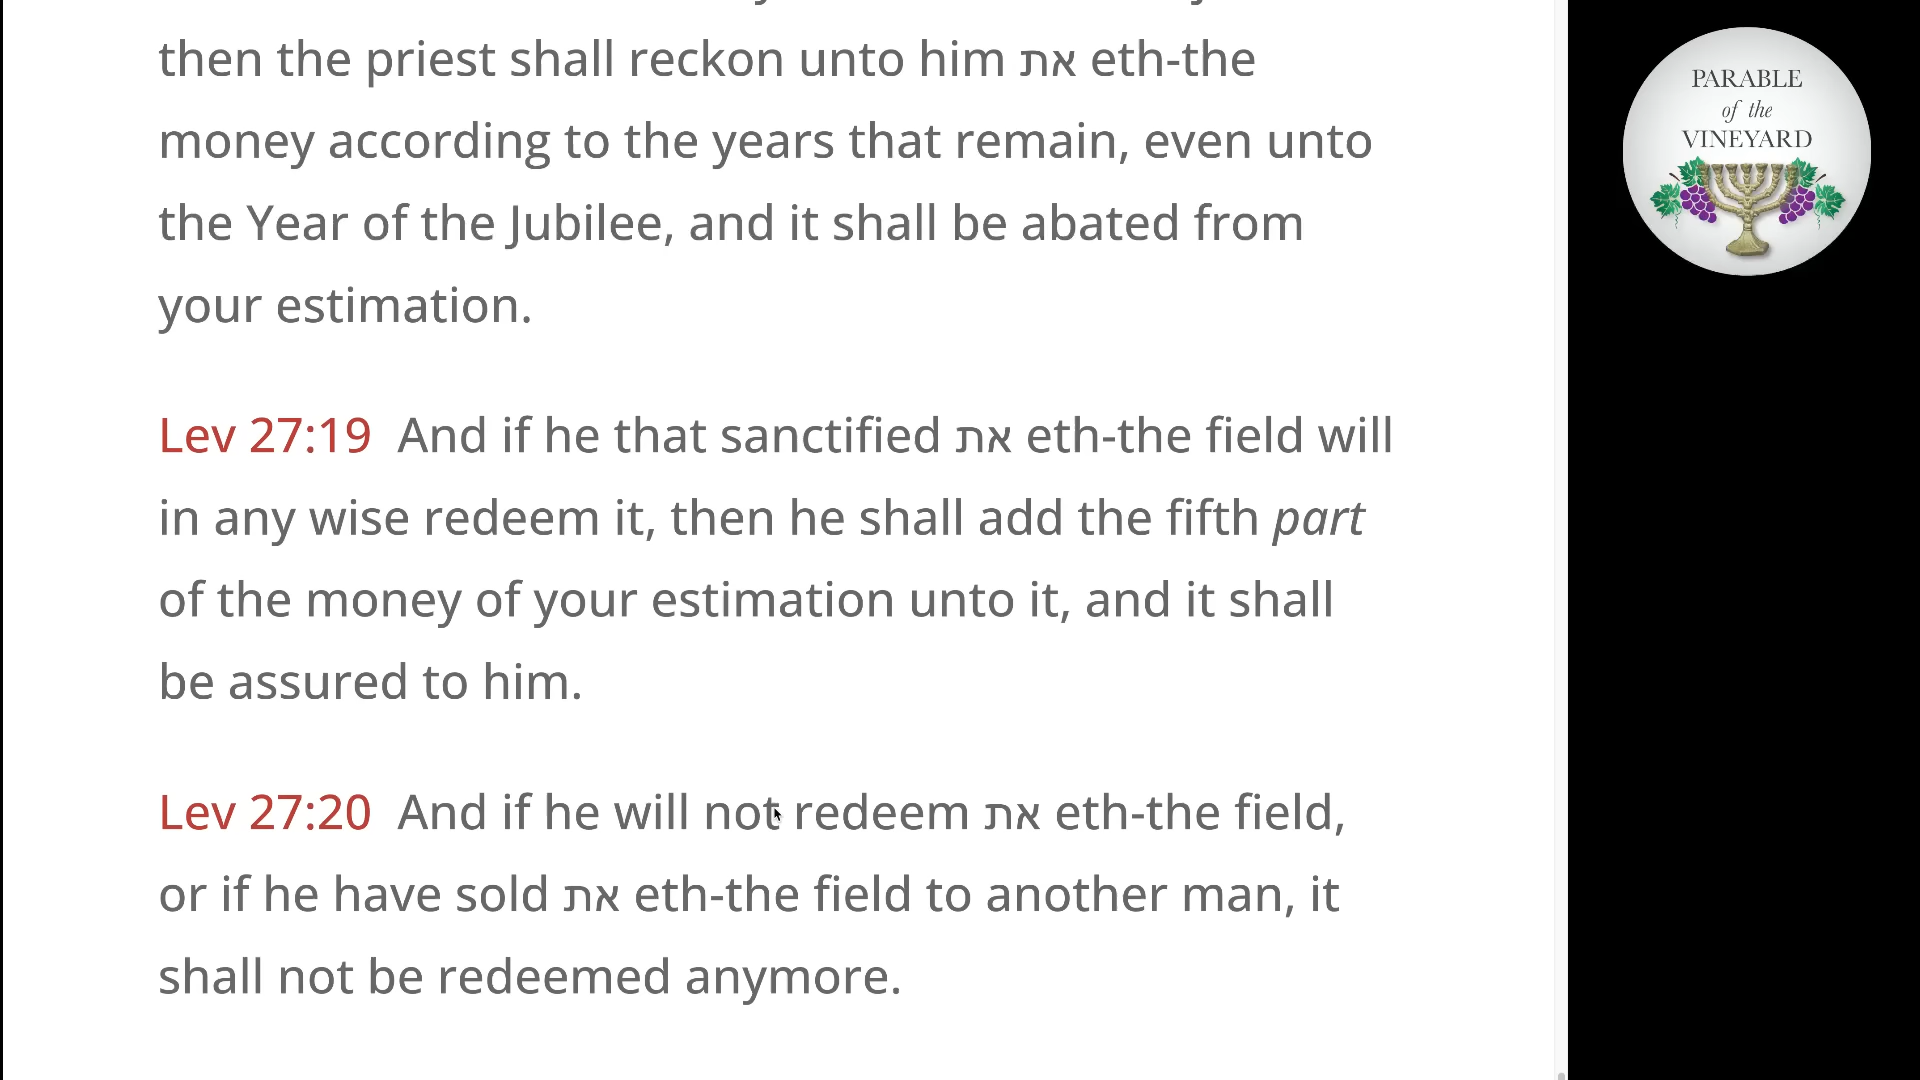 then the priest shall reckon unto him את eth-the
money according to the years that remain, even unto
the Year of the Jubilee, and it shall be abated from
your estimation.
Lev 27:19 And if he that sanctified את eth-the field will
in any wise redeem it, then he shall add the fifth part
of the money of your estimation unto it, and it shall
be assured to him.
Lev 27:20 And if he will not redeem את eth-the field,
or if he have sold את eth-the field to another man, it
shall not be redeemed anymore.
PARABLE
of the
VINEYARD